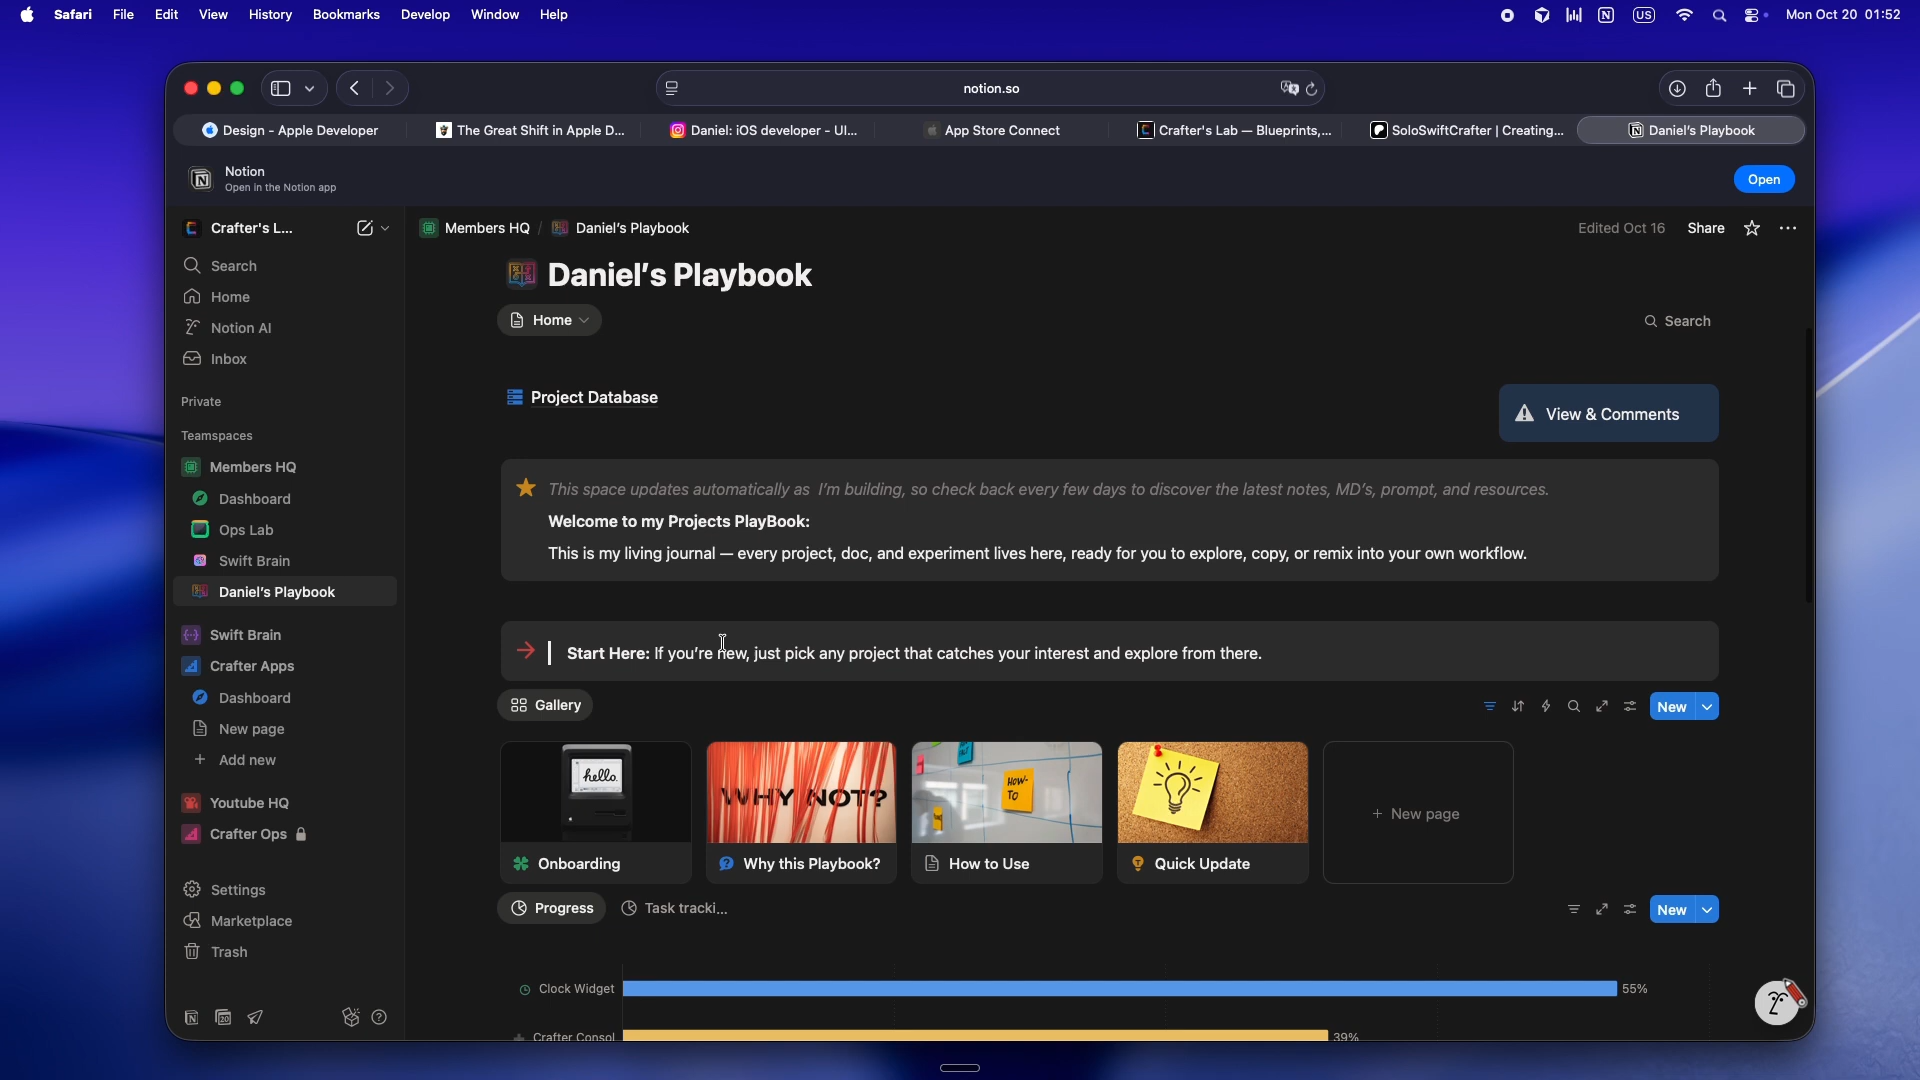 Safari File Edit View History Bookmarks Develop Window Help
US
Mon Oct 20 01:52
notion.so
Design - Apple Developer
The Great Shift in Apple D...
Daniel: iOS developer - UI...
App Store Connect
Crafter's Lab — Blueprints,...
SoloSwiftCrafter | Creating...
Daniel's Playbook
Notion
Open in the Notion app
Open
Crafter's L...
Members HQ / Daniel's Playbook
Edited Oct 16
Share
Search
Home
Notion AI
Inbox
Private
Teamspaces
Members HQ
Dashboard
Ops Lab
Swift Brain
Daniel's Playbook
Swift Brain
Crafter Apps
Dashboard
New page
Add new
Youtube HQ
Crafter Ops
Settings
Marketplace
Trash
Daniel's Playbook
Home
Search
Project Database
View & Comments
This space updates automatically as I'm building, so check back every few days to discover the latest notes, MD's, prompt, and resources.
Welcome to my Projects PlayBook:
This is my living journal — every project, doc, and experiment lives here, ready for you to explore, copy, or remix into your own workflow.
Start Here: If you're new, just pick any project that catches your interest and explore from there.
Gallery
New
hello.
WHY NOT?
HOW-
TO
+ New page
Onboarding
Why this Playbook?
How to Use
Quick Update
Progress
Task tracki...
New
Clock Widget
55%
Crafter Consol
39%